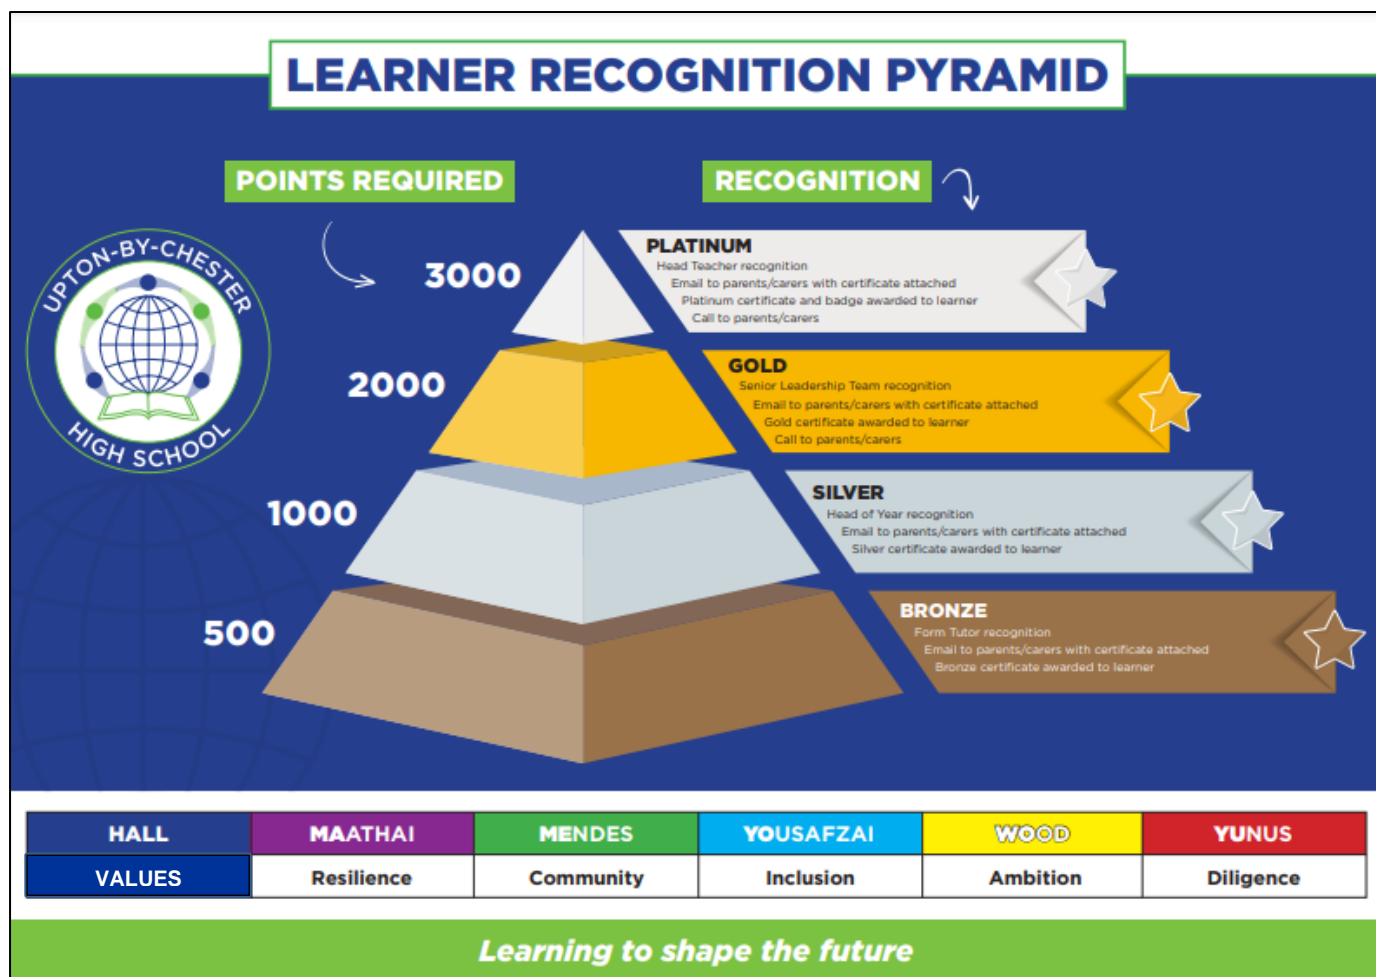 LEARNER RECOGNITION PYRAMID
POINTS REQUIRED
RECOGNITION
UPTON-BY-CHESTER
HIGH SCHOOL
3000
PLATINUM
Head Teacher recognition
Email to parents/carers with certificate attached
Platinum certificate and badge awarded to learner
Call to parents/carers
2000
GOLD
Senior Leadership Team recognition
Email to parents/carers with certificate attached
Gold certificate awarded to learner
Call to parents/carers
1000
SILVER
Head of Year recognition
Email to parents/carers with certificate attached
Silver certificate awarded to learner
500
BRONZE
Form Tutor recognition
Email to parents/carers with certificate attached
Bronze certificate awarded to learner
HALL MAATHAI MENDES YOUSAFZAI WOOD YUNUS
VALUES Resilience Community Inclusion Ambition Diligence
Learning to shape the future